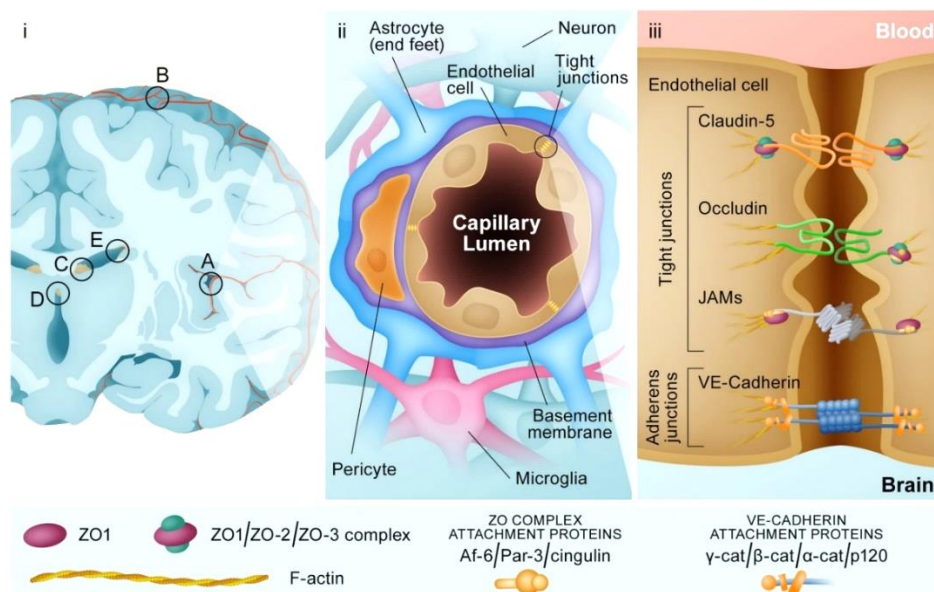 i
B
E
C
D
A
ii
Astrocyte
(end feet)
Neuron
Endothelial
cell
Tight
junctions
Capillary
Lumen
Basement
membrane
Pericyte
Microglia
iii
Blood
Endothelial cell
Tight junctions
Claudin-5
Occludin
JAMs
Adherens
junctions
VE-Cadherin
Brain
ZO1
ZO1/ZO-2/ZO-3 complex
F-actin
ZO COMPLEX
ATTACHMENT PROTEINS
Af-6/Par-3/cingulin
VE-CADHERIN
ATTACHMENT PROTEINS
γ-cat/β-cat/α-cat/p120